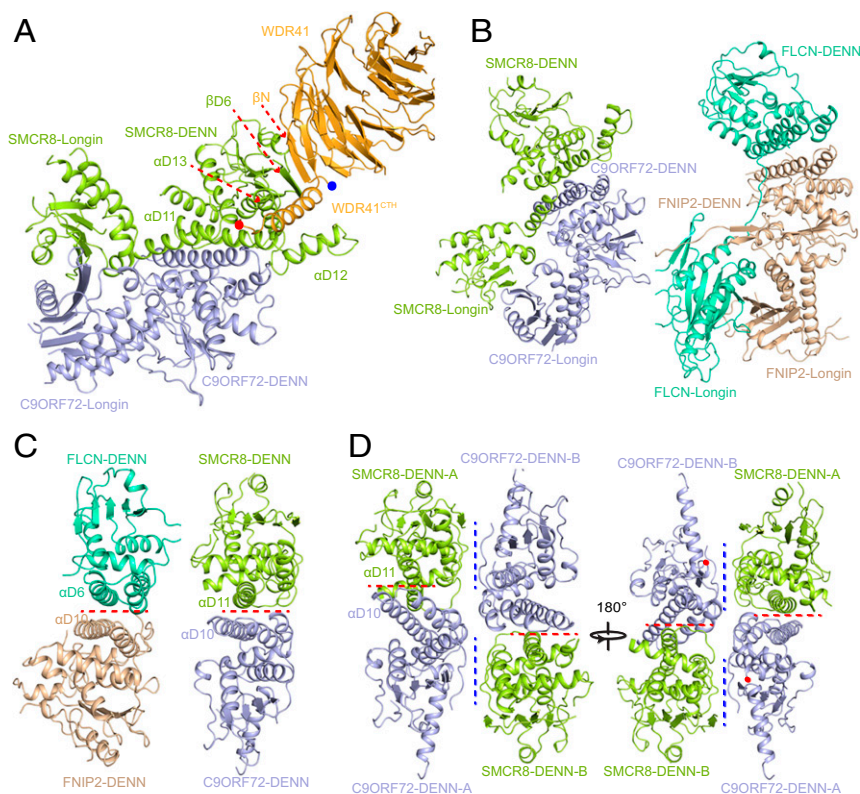 A
WDR41
βD6
βN
SMCR8-DENN
SMCR8-Longin
αD13
αD11
WDR41CTH
αD12
C9ORF72-DENN
C9ORF72-Longin
B
SMCR8-DENN
FLCN-DENN
C9ORF72-DENN
FNIP2-DENN
SMCR8-Longin
C9ORF72-Longin
FNIP2-Longin
FLCN-Longin
C
FLCN-DENN
SMCR8-DENN
αD6
αD11
αD10
αD10
FNIP2-DENN
C9ORF72-DENN
D
C9ORF72-DENN-B
SMCR8-DENN-A
C9ORF72-DENN-B
SMCR8-DENN-A
αD11
αD10
180°
C9ORF72-DENN-A
SMCR8-DENN-B
SMCR8-DENN-B
C9ORF72-DENN-A